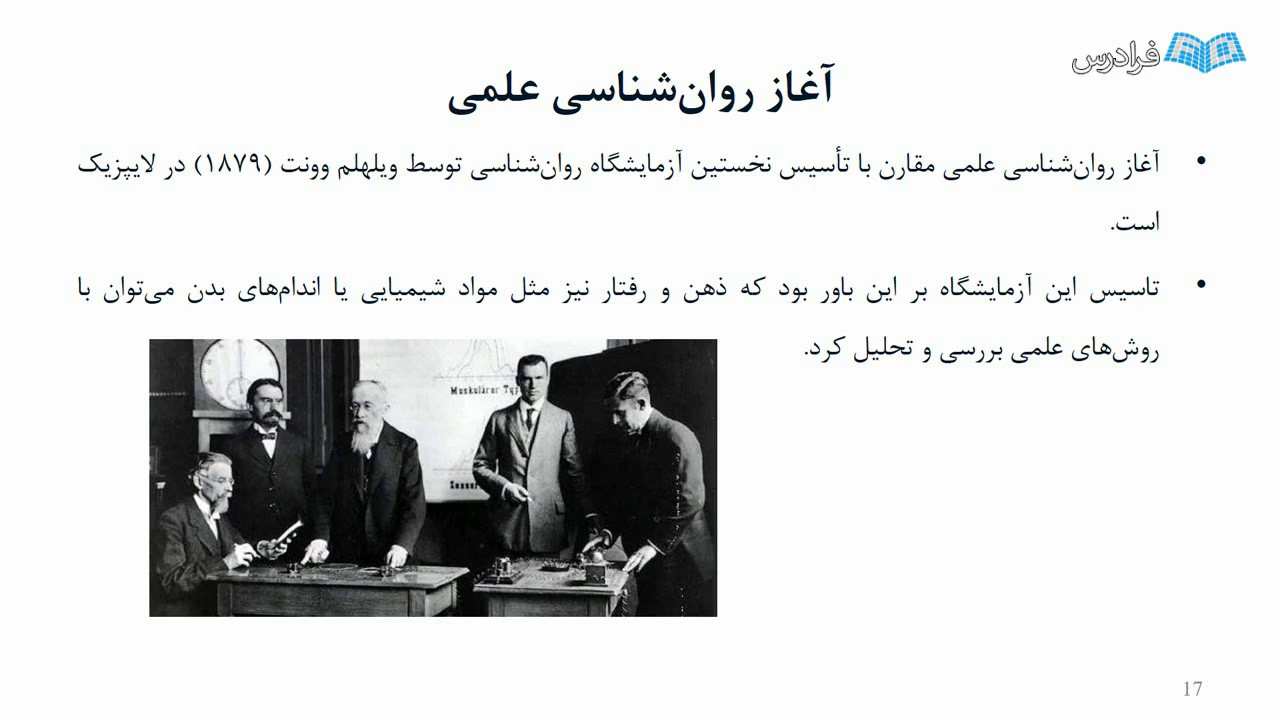 فرادرس
آغاز روان‌شناسی علمی
• آغاز روان‌شناسی علمی مقارن با تأسیس نخستین آزمایشگاه روان‌شناسی توسط ویلهلم وونت (۱۸۷۹) در لایپزیک
است.
• تاسیس این آزمایشگاه بر این باور بود که ذهن و رفتار نیز مثل مواد شیمیایی یا اندام‌های بدن می‌توان با
روش‌های علمی بررسی و تحلیل کرد.
Muskulärer Typ
17